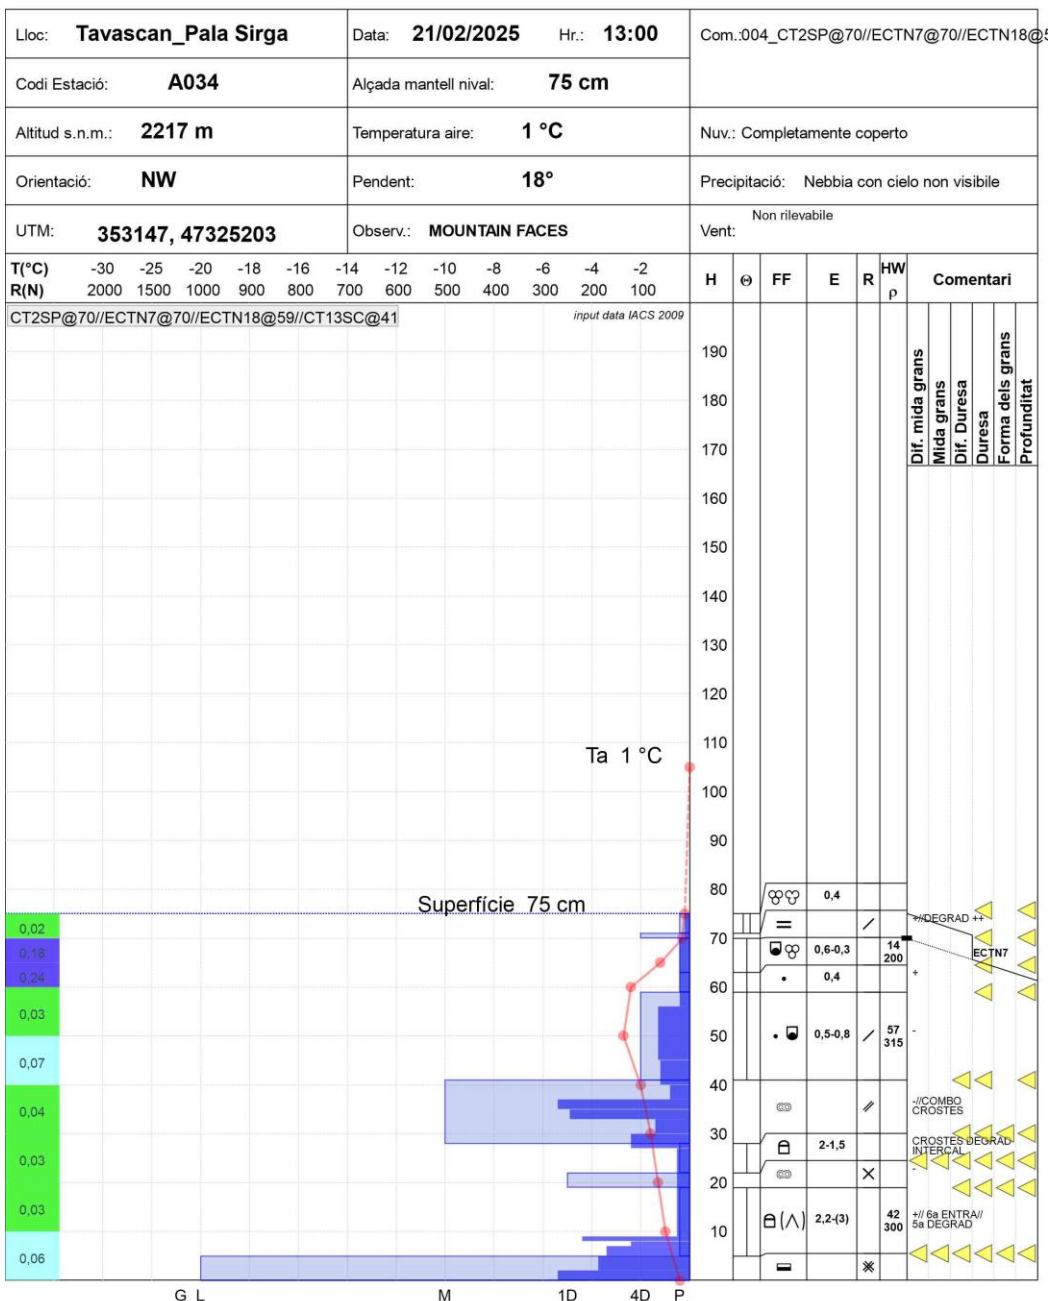 Lloc: Tavascan_Pala Sirga
Data: 21/02/2025 Hr.: 13:00
Com.:004_CT2SP@70//ECTN7@70//ECTN18@5
Codi Estació: A034
Alçada mantell nival: 75 cm
Altitud s.n.m.: 2217 m
Temperatura aire: 1 °C
Nuv.: Completamente coperto
Orientació: NW
Pendent: 18°
Precipitació: Nebbia con cielo non visibile
UTM: 353147, 47325203
Observ.: MOUNTAIN FACES
Vent: Non rilevabile
T(°C) -30 -25 -20 -18 -16 -14 -12 -10 -8 -6 -4 -2
R(N) 2000 1500 1000 900 800 700 600 500 400 300 200 100
H Θ FF E R HW ρ Comentari
CT2SP@70//ECTN7@70//ECTN18@59//CT13SC@41
input data IACS 2009
Dif. mida grans
Mida grans
Dif. Duresa
Duresa
Forma dels grans
Profunditat
190
180
170
160
150
140
130
120
110
100
90
80
70
60
50
40
30
20
10
Ta 1 °C
Superfície 75 cm
0,02
0,18
0,24
0,03
0,07
0,04
0,03
0,03
0,06
0,4
+//DEGRAD ++
0,6-0,3 14 200
ECTN7
0,4 +
0,5-0,8 57 315 -
-//COMBO
CROSTES
2-1,5
CROSTES DEGRAD
INTERCAL
-
2,2-(3) 42 300
+// 6a ENTRA//
5a DEGRAD
G L M 1D 4D P